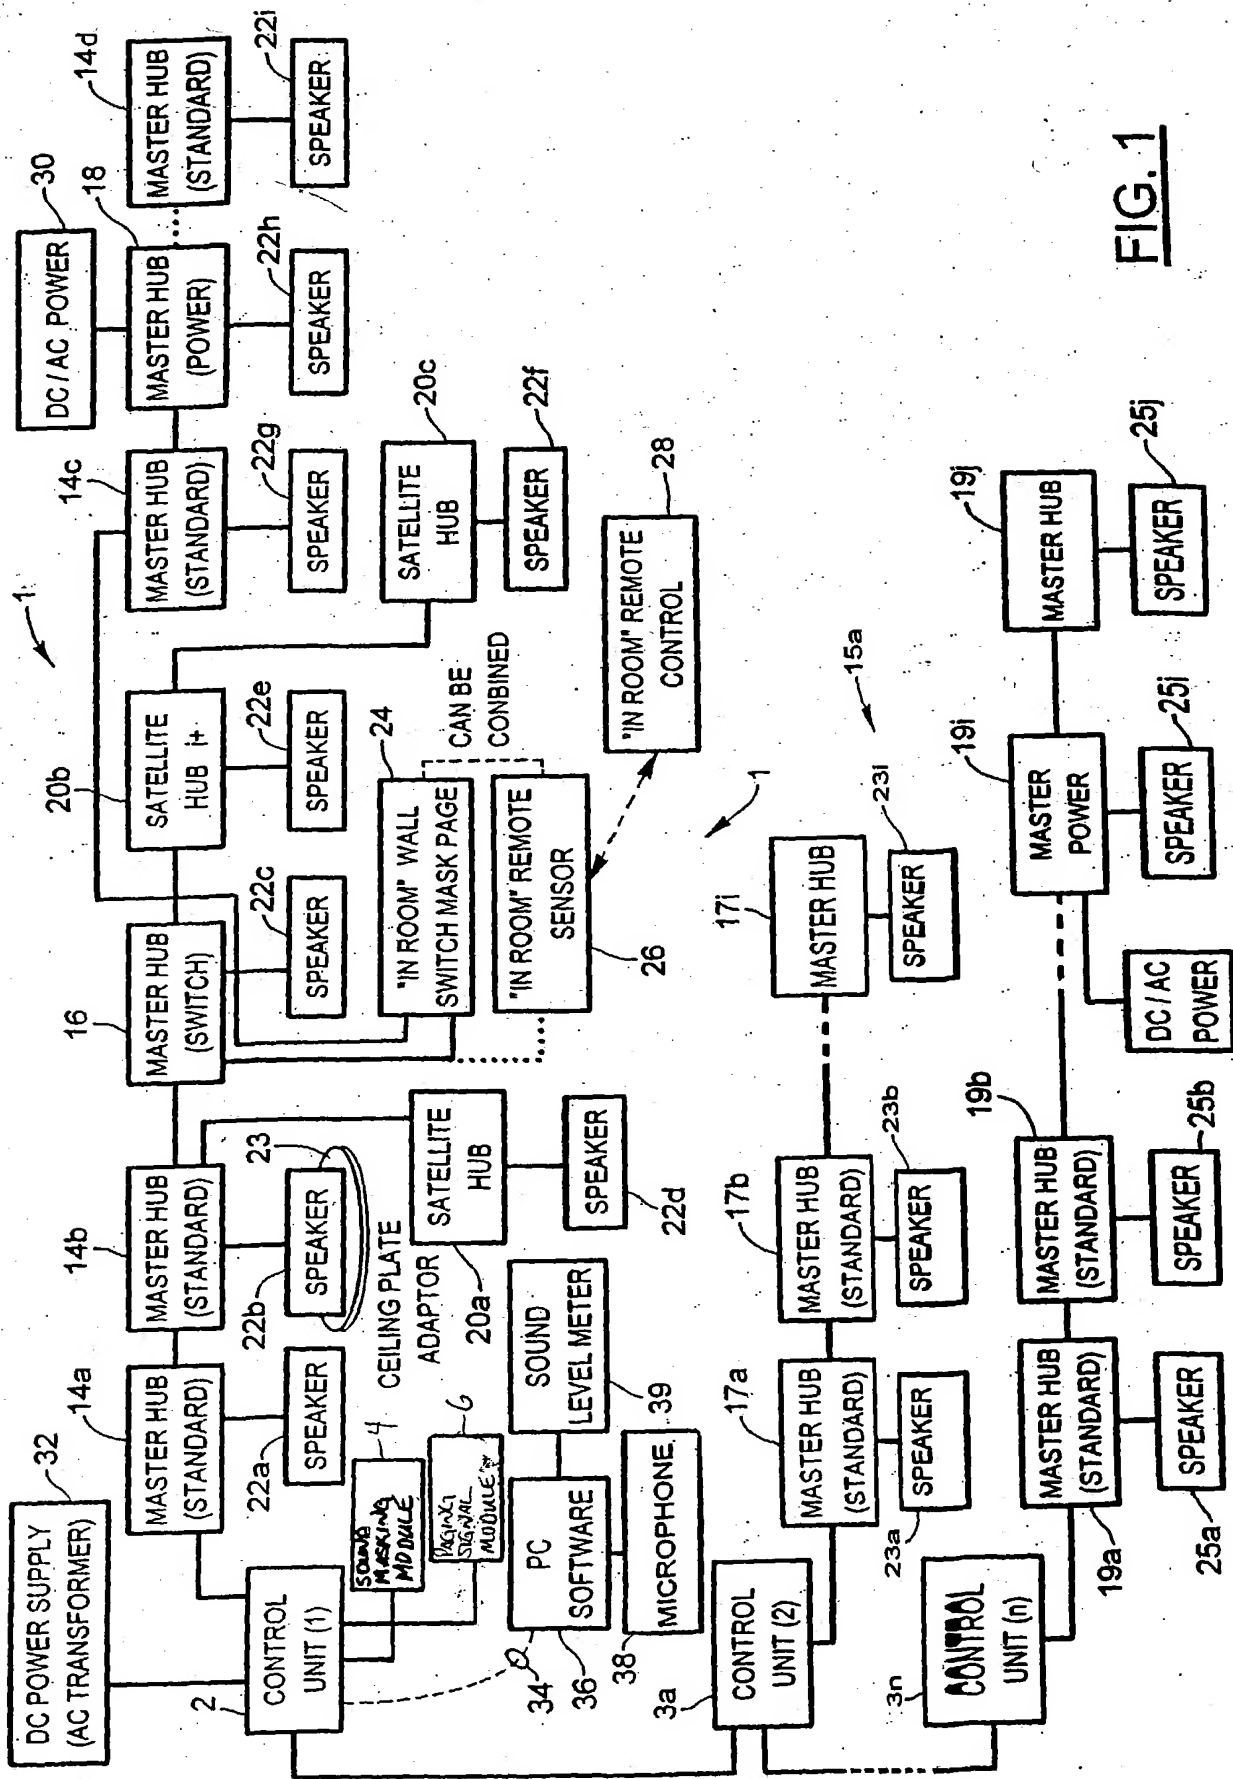 DC POWER SUPPLY
(AC TRANSFORMER)
32
DC / AC POWER
30
1
14a
MASTER HUB
(STANDARD)
14b
MASTER HUB
(STANDARD)
16
MASTER HUB
(SWITCH)
20b
SATELLITE
HUB i+
14c
MASTER HUB
(STANDARD)
18
MASTER HUB
(POWER)
14d
MASTER HUB
(STANDARD)
2
CONTROL
UNIT (1)
22a
SPEAKER
22b
SPEAKER
23
CEILING PLATE
ADAPTOR
22c
SPEAKER
22e
SPEAKER
22g
SPEAKER
22h
SPEAKER
22i
SPEAKER
SOUND
MASKING
MODULE
4
PAGING
SIGNAL
MODULE
6
20a
SATELLITE
HUB
SPEAKER
22d
24
"IN ROOM" WALL
SWITCH MASK PAGE
CAN BE
CONBINED
"IN ROOM" REMOTE
SENSOR
26
20c
SATELLITE
HUB
SPEAKER
22f
"IN ROOM" REMOTE
CONTROL
28
34
PC
SOFTWARE
36
SOUND
LEVEL METER
39
MICROPHONE
38
1
15a
3a
CONTROL
UNIT (2)
17a
MASTER HUB
(STANDARD)
17b
MASTER HUB
(STANDARD)
17i
MASTER HUB
23a
SPEAKER
23b
SPEAKER
23i
SPEAKER
3n
CONTROL
UNIT (n)
19a
MASTER HUB
(STANDARD)
19b
MASTER HUB
(STANDARD)
19i
MASTER
POWER
19j
MASTER HUB
25a
SPEAKER
25b
SPEAKER
DC / AC
POWER
25i
SPEAKER
25j
SPEAKER
FIG. 1